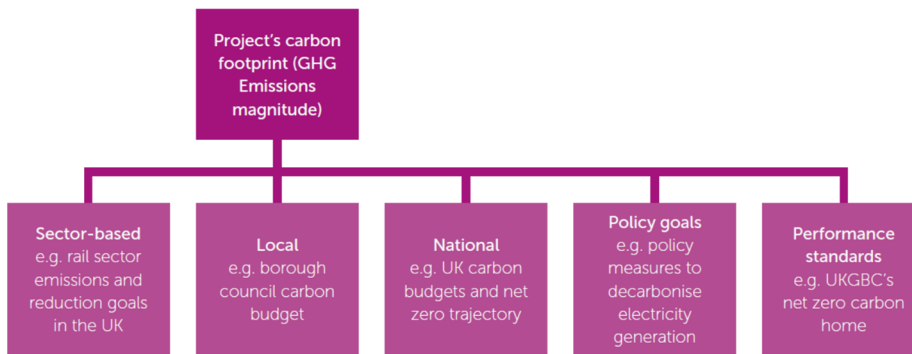 Project's carbon
footprint (GHG
Emissions
magnitude)
Sector-based
e.g. rail sector
emissions and
reduction goals
in the UK
Local
e.g. borough
council carbon
budget
National
e.g. UK carbon
budgets and net
zero trajectory
Policy goals
e.g. policy
measures to
decarbonise
electricity
generation
Performance
standards
e.g. UKGBC's
net zero carbon
home